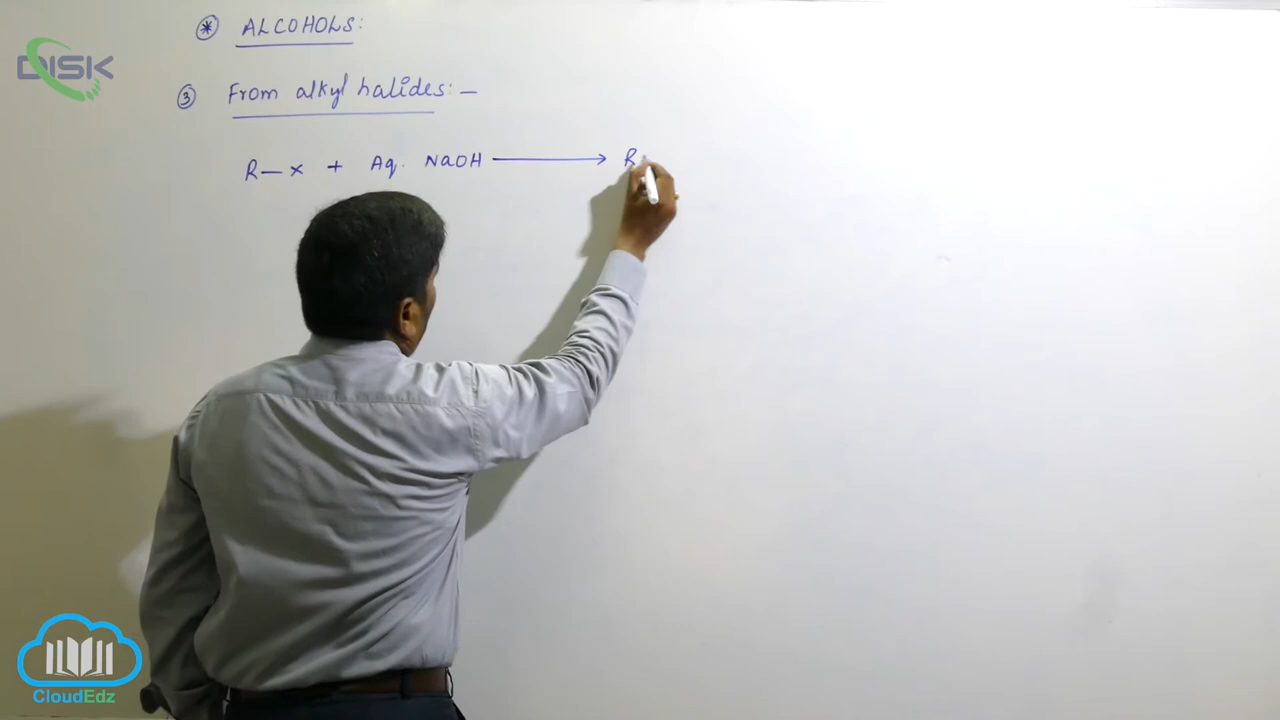 * ALCOHOLS:
DISK
3 From alkyl halides: —
R — x + Aq. NaOH ⟶ R
CloudEdz